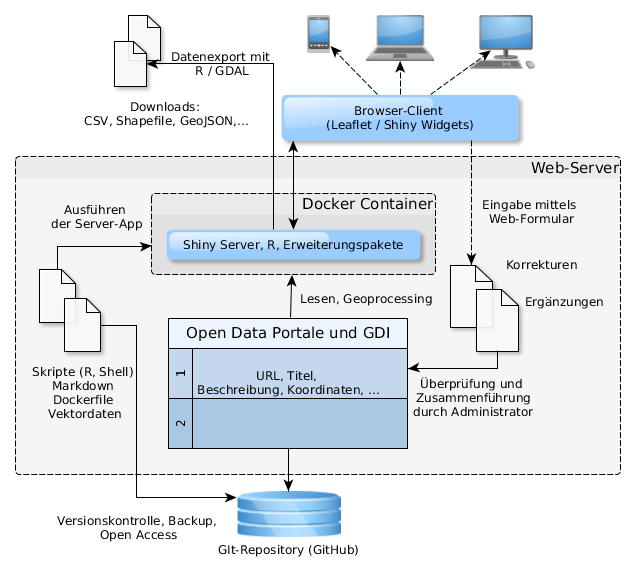 Datenexport mit
R / GDAL
Downloads:
CSV, Shapefile, GeoJSON,...
Browser-Client
(Leaflet / Shiny Widgets)
Web-Server
Ausführen
der Server-App
Docker Container
Shiny Server, R, Erweiterungspakete
Eingabe mittels
Web-Formular
Korrekturen
Ergänzungen
Lesen, Geoprocessing
Open Data Portale und GDI
1
URL, Titel,
Beschreibung, Koordinaten, ...
2
Skripte (R, Shell)
Markdown
Dockerfile
Vektordaten
Überprüfung und
Zusammenführung
durch Administrator
Versionskontrolle, Backup,
Open Access
GIt-Repository (GitHub)